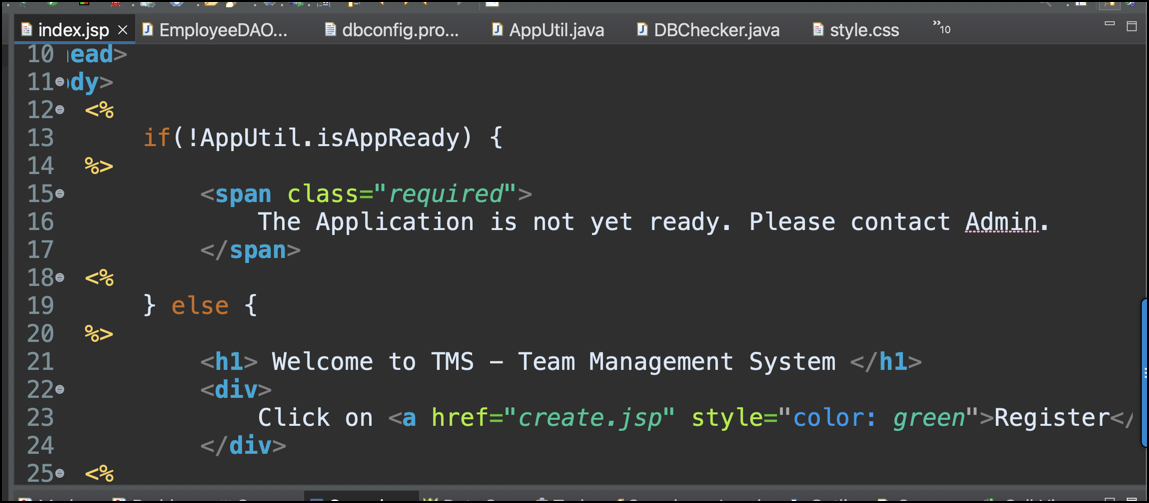 index.jsp EmployeeDAO... dbconfig.pro... AppUtil.java DBChecker.java style.css »10
10 ead>
11 dy>
12 <%
13 if(!AppUtil.isAppReady) {
14 %>
15 <span class="required">
16 The Application is not yet ready. Please contact Admin.
17 </span>
18 <%
19 } else {
20 %>
21 <h1> Welcome to TMS – Team Management System </h1>
22 <div>
23 Click on <a href="create.jsp" style="color: green">Register</
24 </div>
25 <%